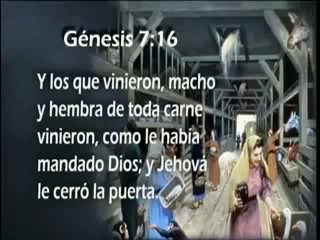 Génesis 7:16
Y los que vinieron, macho
y hembra de toda carne
vinieron, como le había
mandado Dios; y Jehová
le cerró la puerta.